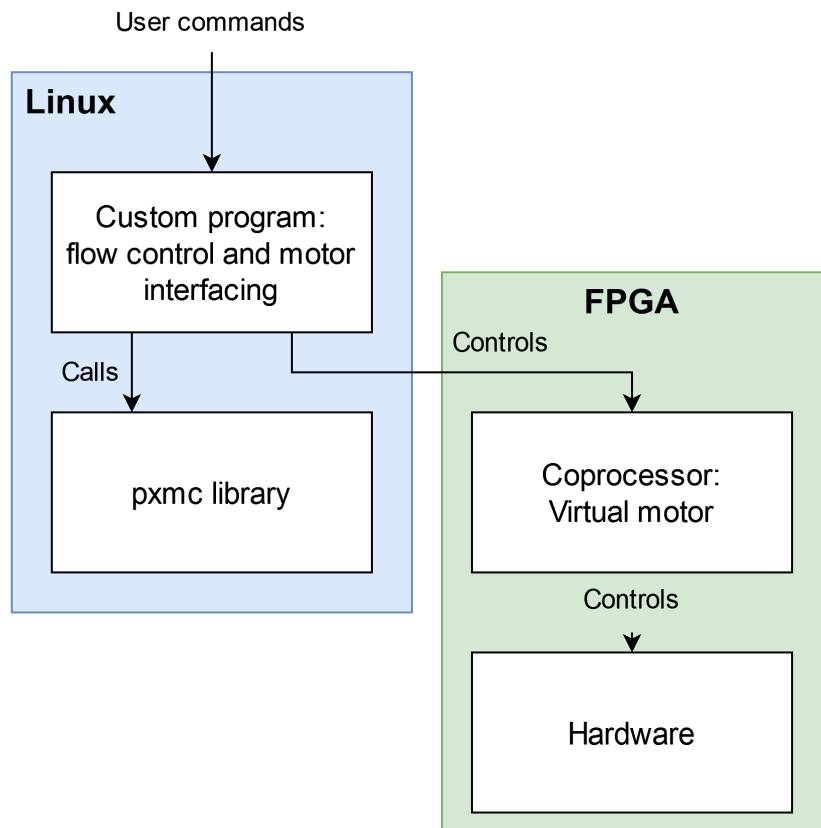 User commands
Linux
Custom program:
flow control and motor
interfacing
FPGA
Controls
Calls
pxmc library
Coprocessor:
Virtual motor
Controls
Hardware